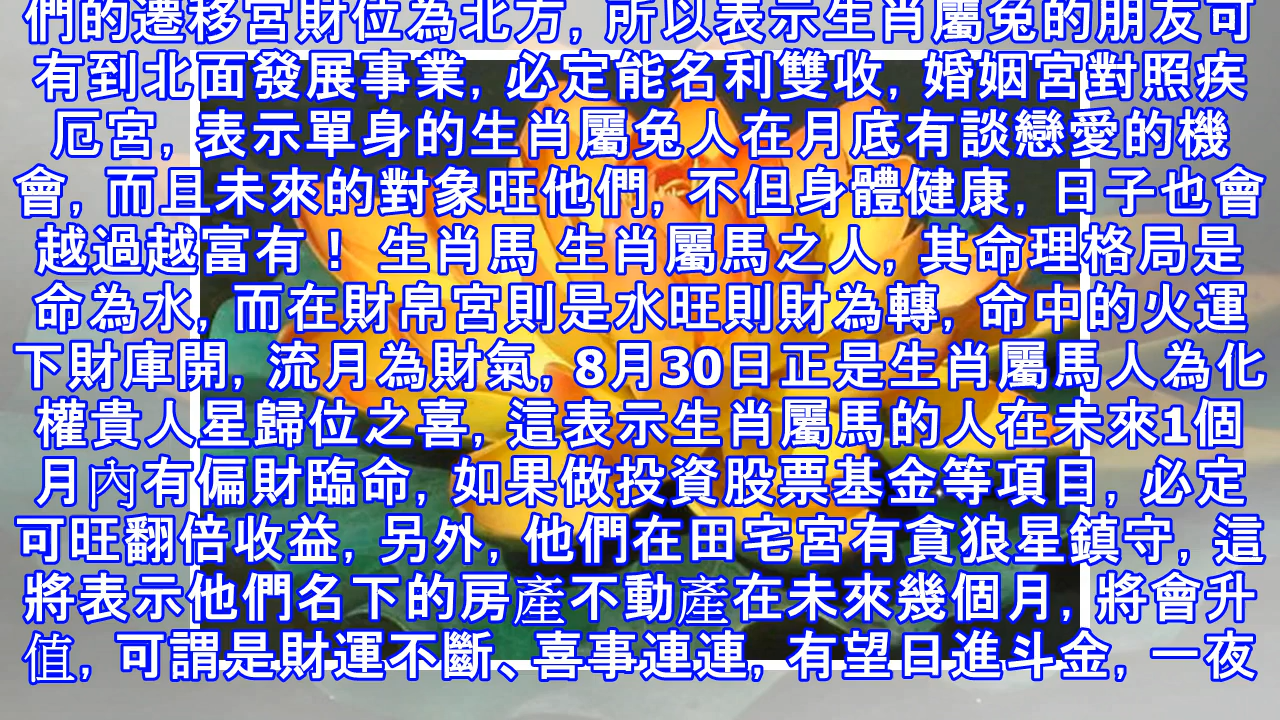 們的遷移宮財位為北方, 所以表示生肖屬兔的朋友可
有到北面發展事業, 必定能名利雙收, 婚姻宮對照疾
厄宮, 表示單身的生肖屬兔人在月底有談戀愛的機
會, 而且未來的對象旺他們, 不但身體健康, 日子也會
越過越富有！ 生肖馬 生肖屬馬之人, 其命理格局是
命為水, 而在財帛宮則是水旺則財為轉, 命中的火運
下財庫開, 流月為財氣, 8月30日正是生肖屬馬人為化
權貴人星歸位之喜, 這表示生肖屬馬的人在未來1個
月內有偏財臨命, 如果做投資股票基金等項目, 必定
可旺翻倍收益, 另外, 他們在田宅宮有貪狼星鎮守, 這
將表示他們名下的房產不動產在未來幾個月, 將會升
值, 可謂是財運不斷、喜事連連, 有望日進斗金, 一夜